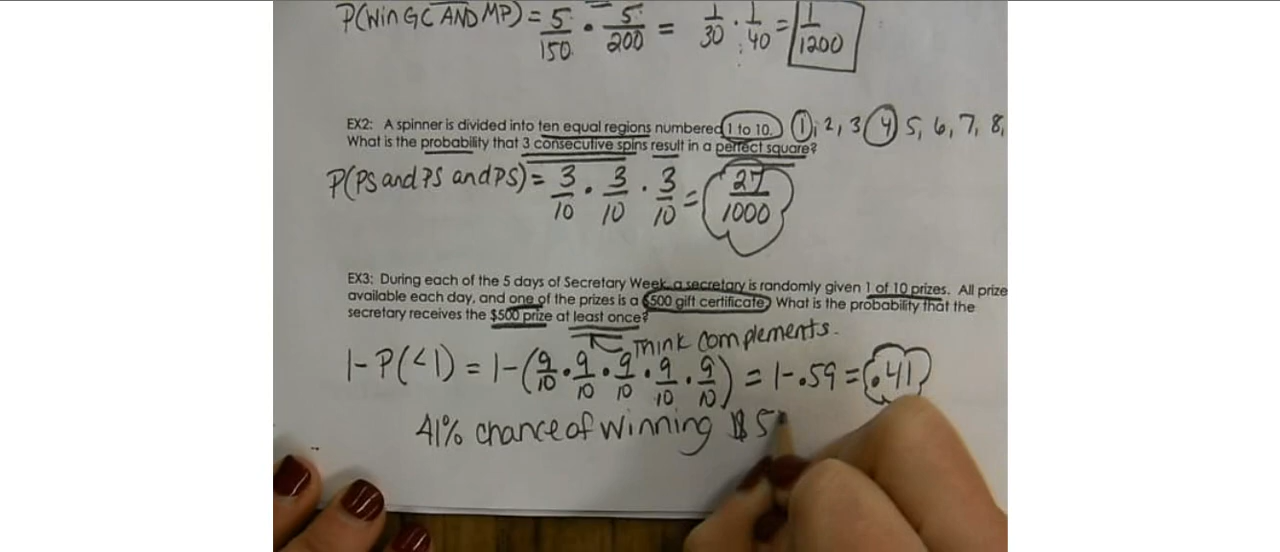 P(Win GC AND MP) = 5/150 · 5/200 = 1/30 · 1/40 = 1/1200
EX2: A spinner is divided into ten equal regions numbered 1 to 10. 1, 2, 3 4, 5, 6, 7, 8,
What is the probability that 3 consecutive spins result in a perfect square?
P(PS and PS and PS) = 3/10 · 3/10 · 3/10 = 27/1000
EX3: During each of the 5 days of Secretary Week, a secretary is randomly given 1 of 10 prizes. All prize
available each day, and one of the prizes is a $500 gift certificate. What is the probability that the
secretary receives the $500 prize at least once?
Think complements.
1-P(<1) = 1-(9/10 · 9/10 · 9/10 · 9/10 · 9/10) = 1-.59 = .41
41% chance of winning $5